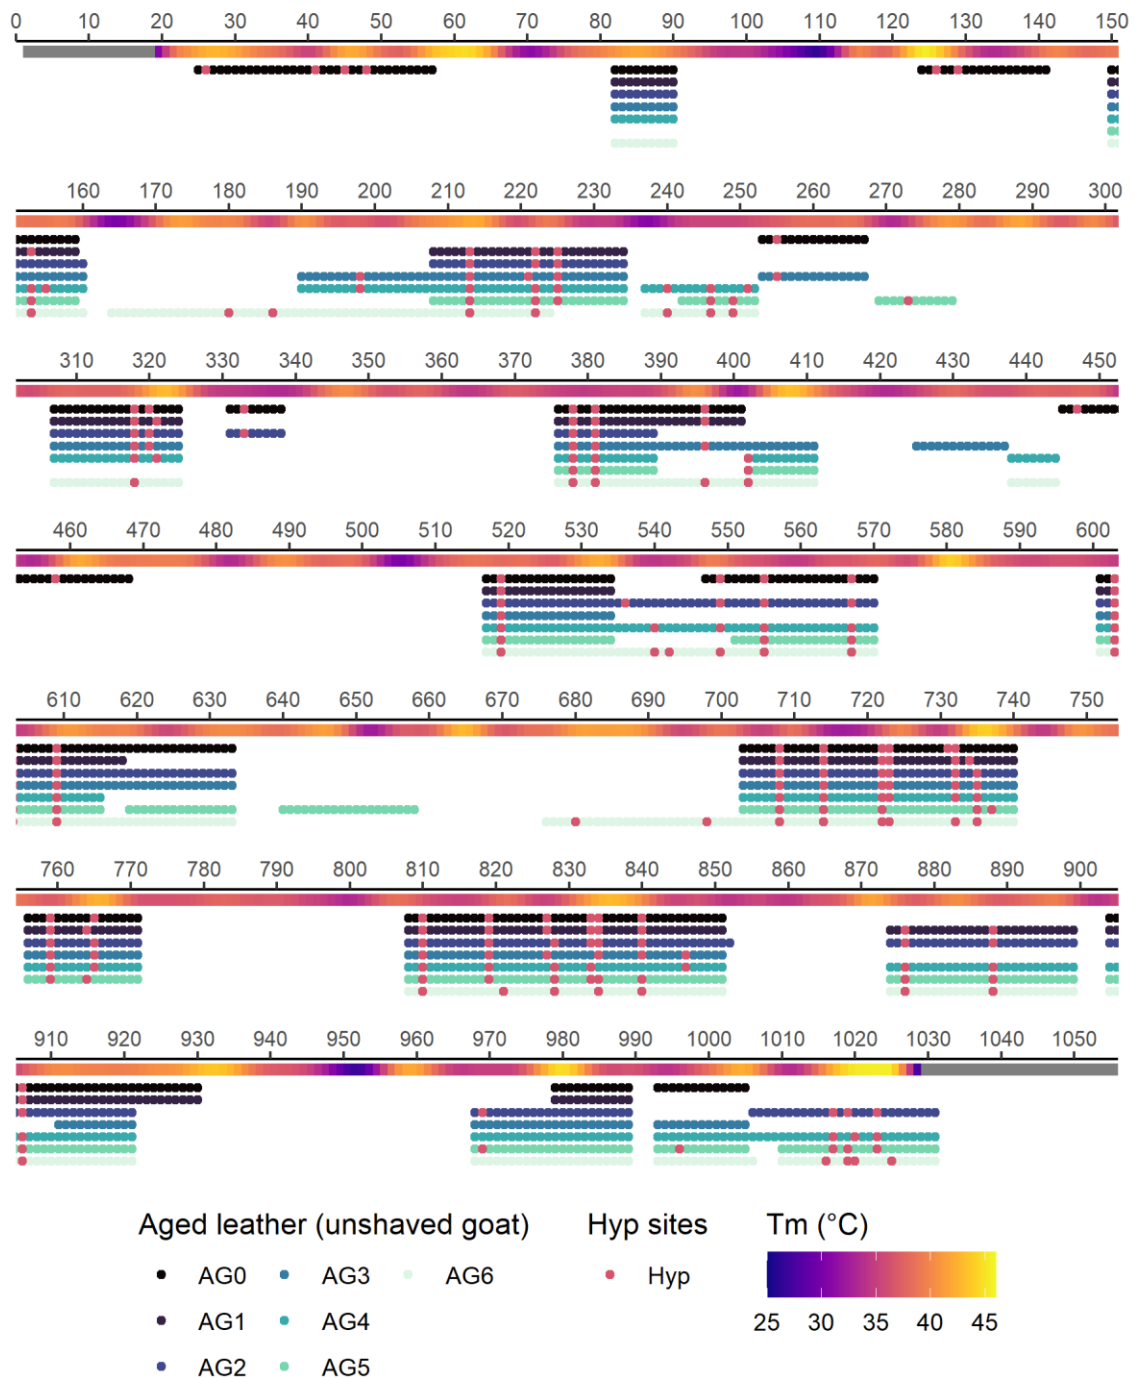 0 10 20 30 40 50 60 70 80 90 100 110 120 130 140 150
160 170 180 190 200 210 220 230 240 250 260 270 280 290 300
310 320 330 340 350 360 370 380 390 400 410 420 430 440 450
460 470 480 490 500 510 520 530 540 550 560 570 580 590 600
610 620 630 640 650 660 670 680 690 700 710 720 730 740 750
760 770 780 790 800 810 820 830 840 850 860 870 880 890 900
910 920 930 940 950 960 970 980 990 1000 1010 1020 1030 1040 1050
Aged leather (unshaved goat) Hyp sites Tm (°C)
AG0 AG3 AG6 Hyp
AG1 AG4 25 30 35 40 45
AG2 AG5